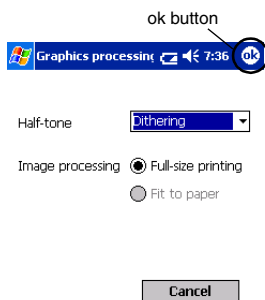 ok button
Graphics processing 7:36 ok
Half-tone Dithering
Image processing Full-size printing
Fit to paper
Cancel